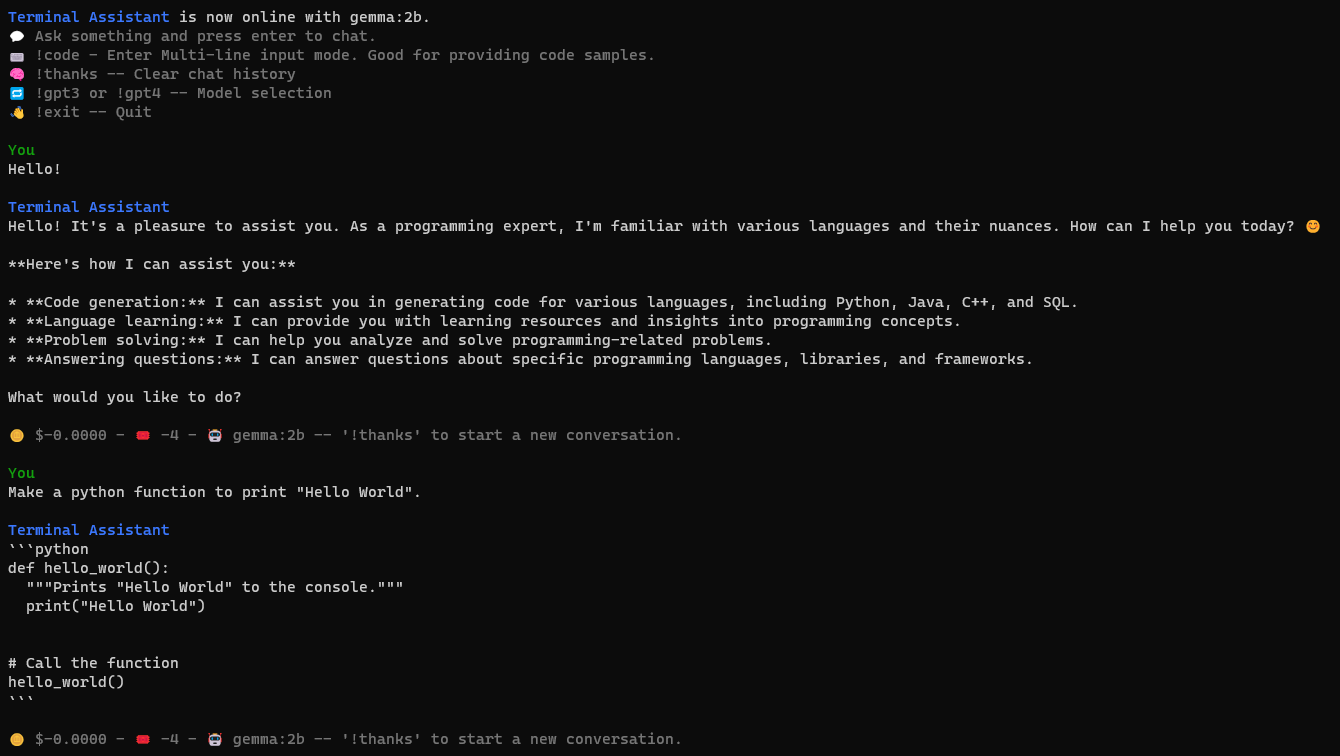 Terminal Assistant is now online with gemma:2b.
💬 Ask something and press enter to chat.
⌨️ !code - Enter Multi-line input mode. Good for providing code samples.
🧠 !thanks -- Clear chat history
🔁 !gpt3 or !gpt4 -- Model selection
👋 !exit -- Quit

You
Hello!

Terminal Assistant
Hello! It's a pleasure to assist you. As a programming expert, I'm familiar with various languages and their nuances. How can I help you today? 😊

**Here's how I can assist you:**

* **Code generation:** I can assist you in generating code for various languages, including Python, Java, C++, and SQL.
* **Language learning:** I can provide you with learning resources and insights into programming concepts.
* **Problem solving:** I can help you analyze and solve programming-related problems.
* **Answering questions:** I can answer questions about specific programming languages, libraries, and frameworks.

What would you like to do?

🪙 $-0.0000 - 🎟️ -4 - 🤖 gemma:2b -- '!thanks' to start a new conversation.

You
Make a python function to print "Hello World".

Terminal Assistant
```python
def hello_world():
  """Prints "Hello World" to the console."""
  print("Hello World")


# Call the function
hello_world()
```

🪙 $-0.0000 - 🎟️ -4 - 🤖 gemma:2b -- '!thanks' to start a new conversation.